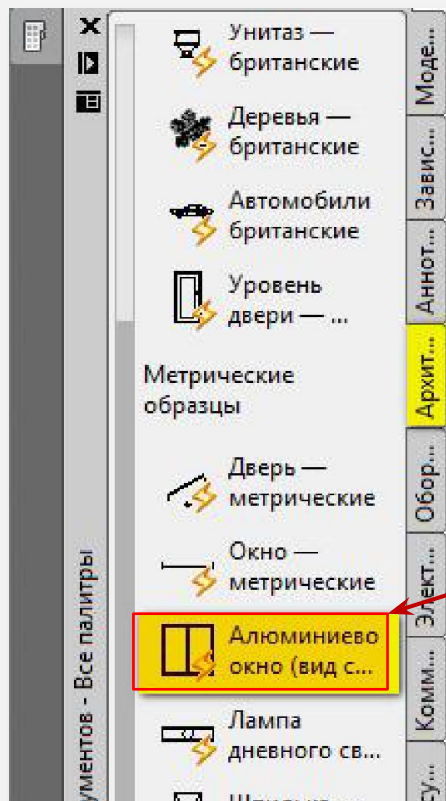 Унитаз —
британские
Деревья —
британские
Автомобили
британские
Уровень
двери — ...
Метрические
образцы
Дверь —
метрические
Окно —
метрические
Алюминиево
окно (вид с...
Лампа
дневного св...
Моде...
Завис...
Аннот...
Архит...
Обор...
Элект...
Комм...
ументов - Все палитры